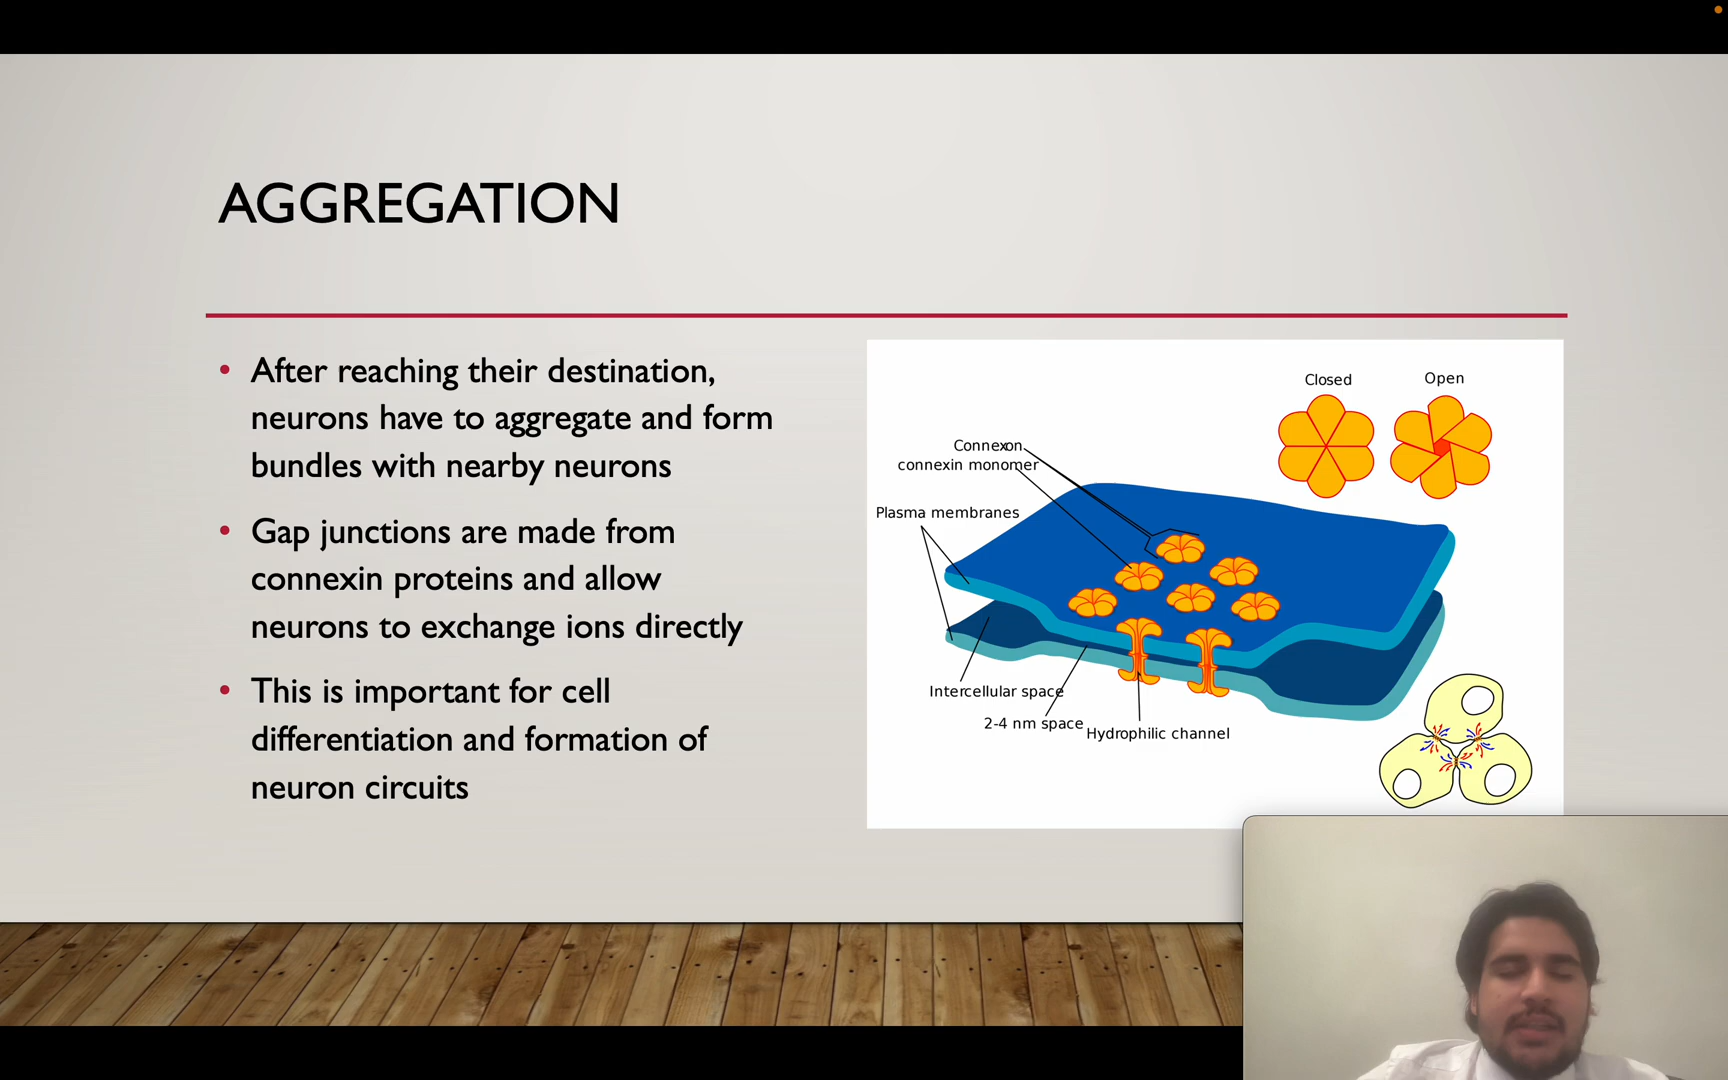 AGGREGATION
• After reaching their destination,
neurons have to aggregate and form
bundles with nearby neurons
• Gap junctions are made from
connexin proteins and allow
neurons to exchange ions directly
• This is important for cell
differentiation and formation of
neuron circuits
Closed
Open
Connexon
connexin monomer
Plasma membranes
Intercellular space
2-4 nm space
Hydrophilic channel